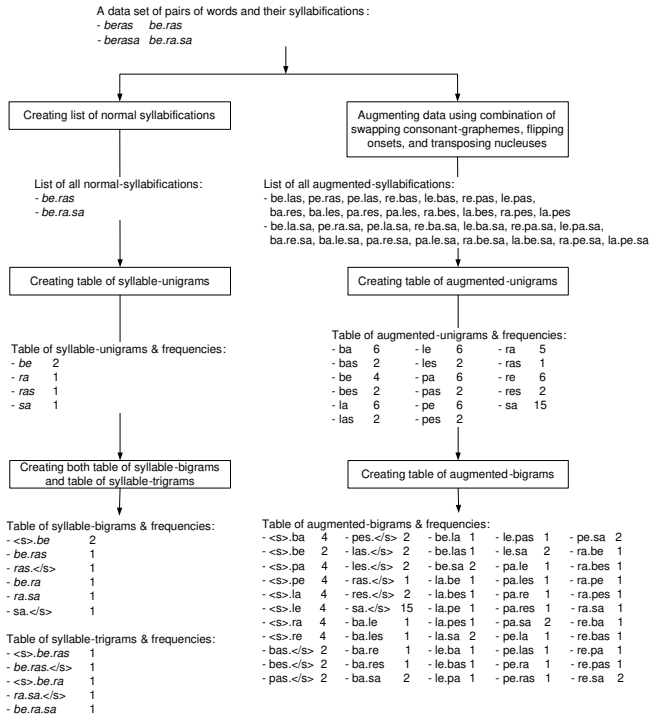 A data set of pairs of words and their syllabifications:
- beras be.ras
- berasa be.ra.sa
Creating list of normal syllabifications
List of all normal-syllabifications:
- be.ras
- be.ra.sa
Creating table of syllable-unigrams
Table of syllable-unigrams & frequencies:
- be 2
- ra 1
- ras 1
- sa 1
Creating both table of syllable-bigrams
and table of syllable-trigrams
Table of syllable-bigrams & frequencies:
- <s>.be 2
- be.ras 1
- ras.</s> 1
- be.ra 1
- ra.sa 1
- sa.</s> 1
Table of syllable-trigrams & frequencies:
- <s>.be.ras 1
- be.ras.</s> 1
- <s>.be.ra 1
- ra.sa.</s> 1
- be.ra.sa 1
Augmenting data using combination of
swapping consonant-graphemes, flipping
onsets, and transposing nucleuses
List of all augmented-syllabifications:
- be.las, pe.ras, pe.las, re.bas, le.bas, re.pas, le.pas,
ba.res, ba.les, pa.res, pa.les, ra.bes, la.bes, ra.pes, la.pes
- be.la.sa, pe.ra.sa, pe.la.sa, re.ba.sa, le.ba.sa, re.pa.sa, le.pa.sa,
ba.re.sa, ba.le.sa, pa.re.sa, pa.le.sa, ra.be.sa, la.be.sa, ra.pe.sa, la.pe.sa
Creating table of augmented-unigrams
Table of augmented-unigrams & frequencies:
- ba 6 - le 6 - ra 5
- bas 2 - les 2 - ras 1
- be 4 - pa 6 - re 6
- bes 2 - pas 2 - res 2
- la 6 - pe 6 - sa 15
- las 2 - pes 2
Creating table of augmented-bigrams
Table of augmented-bigrams & frequencies:
- <s>.ba 4 - pes.</s> 2 - be.la 1 - le.pas 1 - pe.sa 2
- <s>.be 2 - las.</s> 2 - be.las 1 - le.sa 2 - ra.be 1
- <s>.pa 4 - les.</s> 2 - be.sa 2 - pa.le 1 - ra.bes 1
- <s>.pe 4 - ras.</s> 1 - la.be 1 - pa.les 1 - ra.pe 1
- <s>.la 4 - res.</s> 2 - la.bes 1 - pa.re 1 - ra.pes 1
- <s>.le 4 - sa.</s> 15 - la.pe 1 - pa.res 1 - ra.sa 1
- <s>.ra 4 - ba.le 1 - la.pes 1 - pa.sa 2 - re.ba 1
- <s>.re 4 - ba.les 1 - la.sa 2 - pe.la 1 - re.bas 1
- bas.</s> 2 - ba.re 1 - le.ba 1 - pe.las 1 - re.pa 1
- bes.</s> 2 - ba.res 1 - le.bas 1 - pe.ra 1 - re.pas 1
- pas.</s> 2 - ba.sa 2 - le.pa 1 - pe.ras 1 - re.sa 2